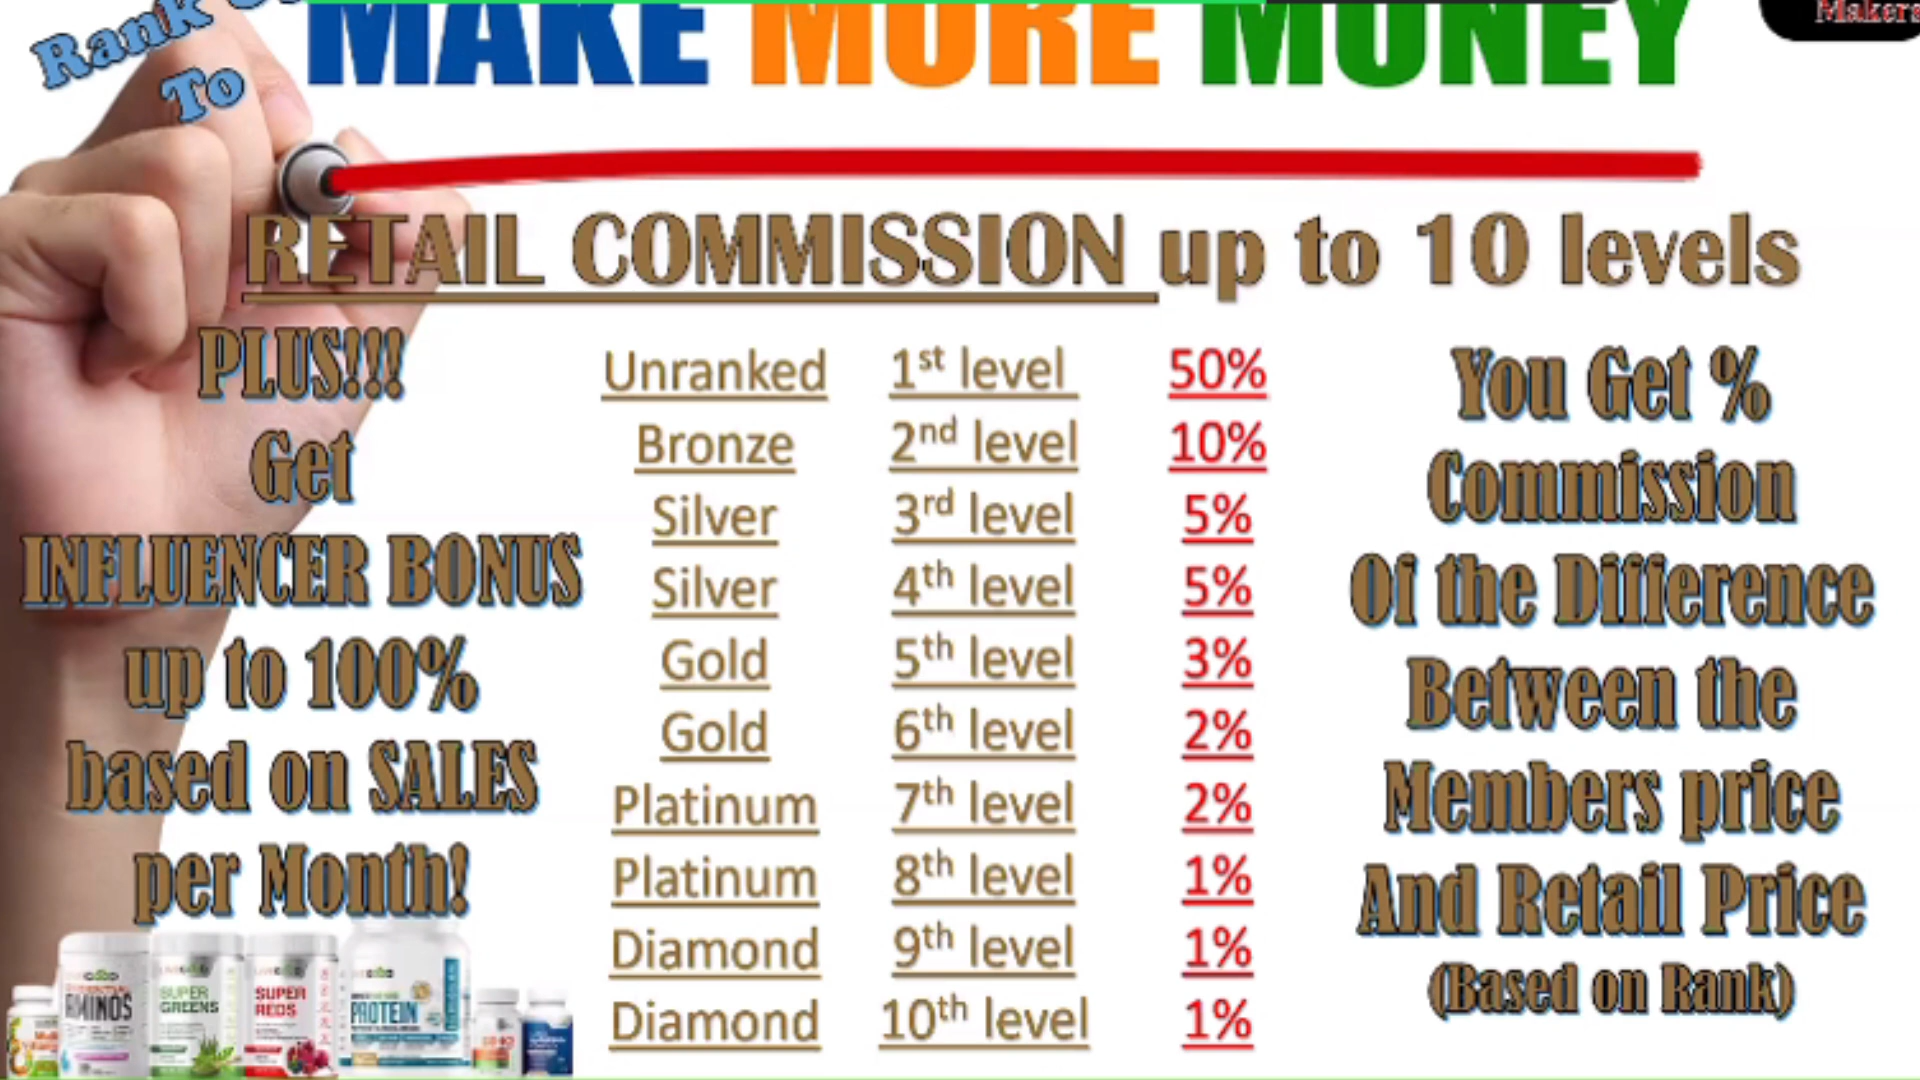 Rank
To
MAKE MORE MONEY
Makers
RETAIL COMMISSION up to 10 levels
PLUS!!!
Get
INFLUENCER BONUS
up to 100%
based on SALES
per Month!
Unranked 1st level 50%
Bronze 2nd level 10%
Silver 3rd level 5%
Silver 4th level 5%
Gold 5th level 3%
Gold 6th level 2%
Platinum 7th level 2%
Platinum 8th level 1%
Diamond 9th level 1%
Diamond 10th level 1%
You Get %
Commission
Of the Difference
Between the
Members price
And Retail Price
(Based on Rank)
AMINOS
SUPER
GREENS
SUPER
REDS
PROTEIN